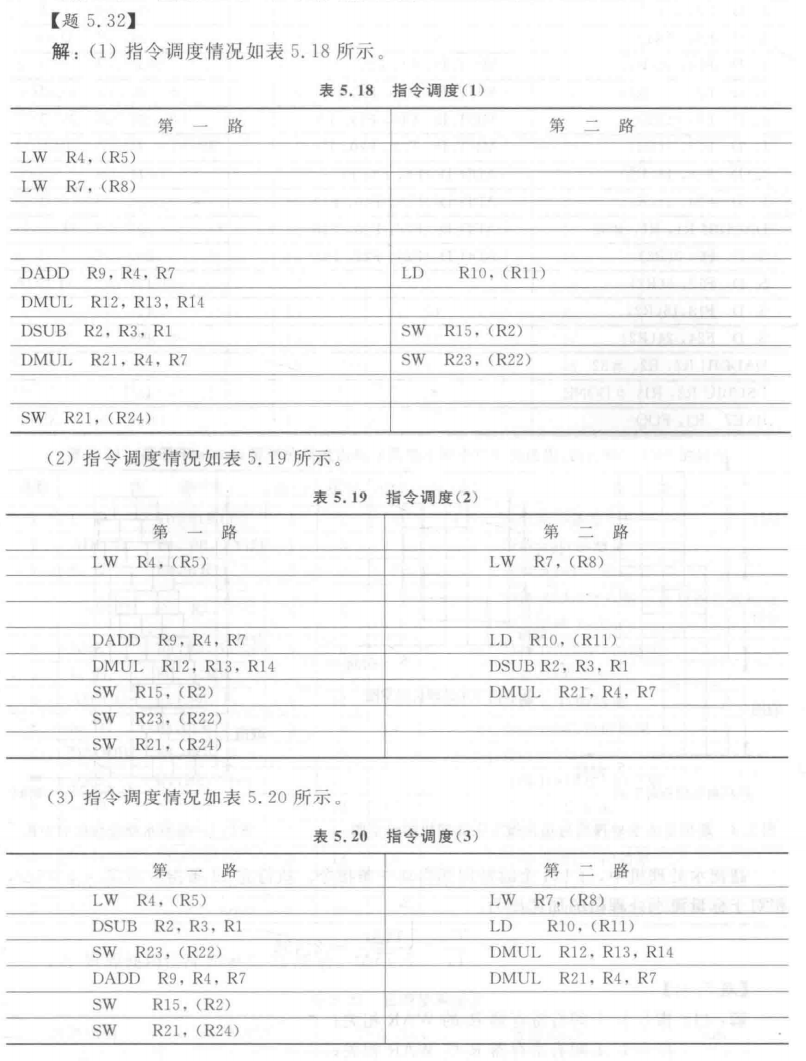 【题 5.32】
解：(1) 指令调度情况如表 5.18 所示。
表 5.18 指令调度(1)
第 一 路 第 二 路
LW R4，(R5)
LW R7，(R8)
DADD R9，R4，R7 LD R10，(R11)
DMUL R12，R13，R14
DSUB R2，R3，R1 SW R15，(R2)
DMUL R21，R4，R7 SW R23，(R22)
SW R21，(R24)
(2) 指令调度情况如表 5.19 所示。
表 5.19 指令调度(2)
第 一 路 第 二 路
LW R4，(R5) LW R7，(R8)
DADD R9，R4，R7 LD R10，(R11)
DMUL R12，R13，R14 DSUB R2，R3，R1
SW R15，(R2) DMUL R21，R4，R7
SW R23，(R22)
SW R21，(R24)
(3) 指令调度情况如表 5.20 所示。
表 5.20 指令调度(3)
第 一 路 第 二 路
LW R4，(R5) LW R7，(R8)
DSUB R2，R3，R1 LD R10，(R11)
SW R23，(R22) DMUL R12，R13，R14
DADD R9，R4，R7 DMUL R21，R4，R7
SW R15，(R2)
SW R21，(R24)